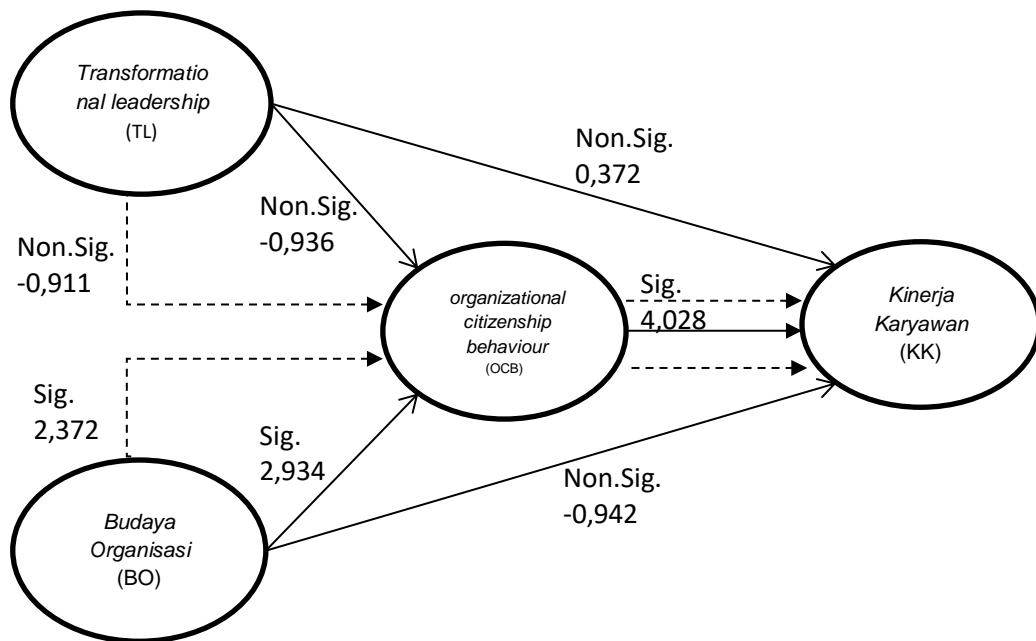 Transformatio
nal leadership
(TL)
Non.Sig.
0,372
Non.Sig.
-0,936
Non.Sig.
-0,911
organizational
citizenship
behaviour
(OCB)
Sig.
4,028
Kinerja
Karyawan
(KK)
Sig.
2,372
Sig.
2,934
Non.Sig.
-0,942
Budaya
Organisasi
(BO)